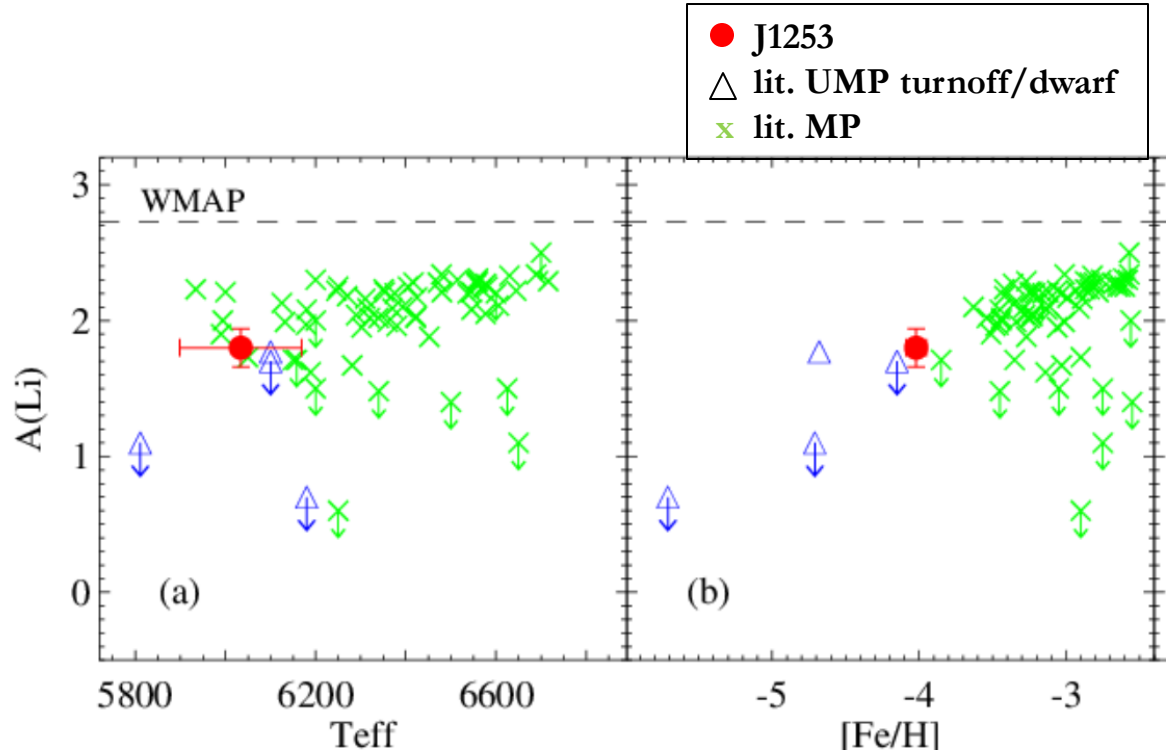 J1253
lit. UMP turnoff/dwarf
x lit. MP
WMAP
3
2
1
0
A(Li)
(a)
(b)
5800 6200 6600
-5 -4 -3
Teff
[Fe/H]